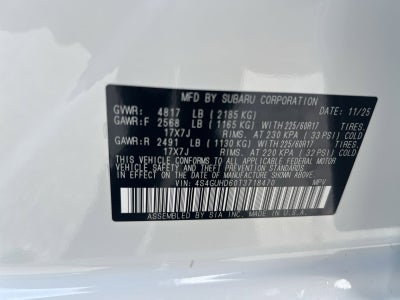 MFD BY SUBARU CORPORATION
GVWR: 4817 LB (2185 KG) DATE: 11/25
GAWR:F 2568 LB (1165 KG) WITH 225/60R17 TIRES.
17X7J RIMS. AT 230 KPA (33 PSI) COLD
GAWR:R 2491 LB (1130 KG) WITH 225/60R17 TIRES.
17X7J RIMS. AT 220 KPA (32 PSI) COLD
THIS VEHICLE CONFORMS TO ALL APPLICABLE
FEDERAL MOTOR VEHICLE SAFETY, BUMPER,
AND THEFT PREVENTION STANDARDS IN EFFECT ON
THE DATE OF MANUFACTURE SHOWN ABOVE.
VIN: 4S4GUHD60T3718470 MPV
ASSEMBLED BY SIA INC, MADE IN U.S.A.